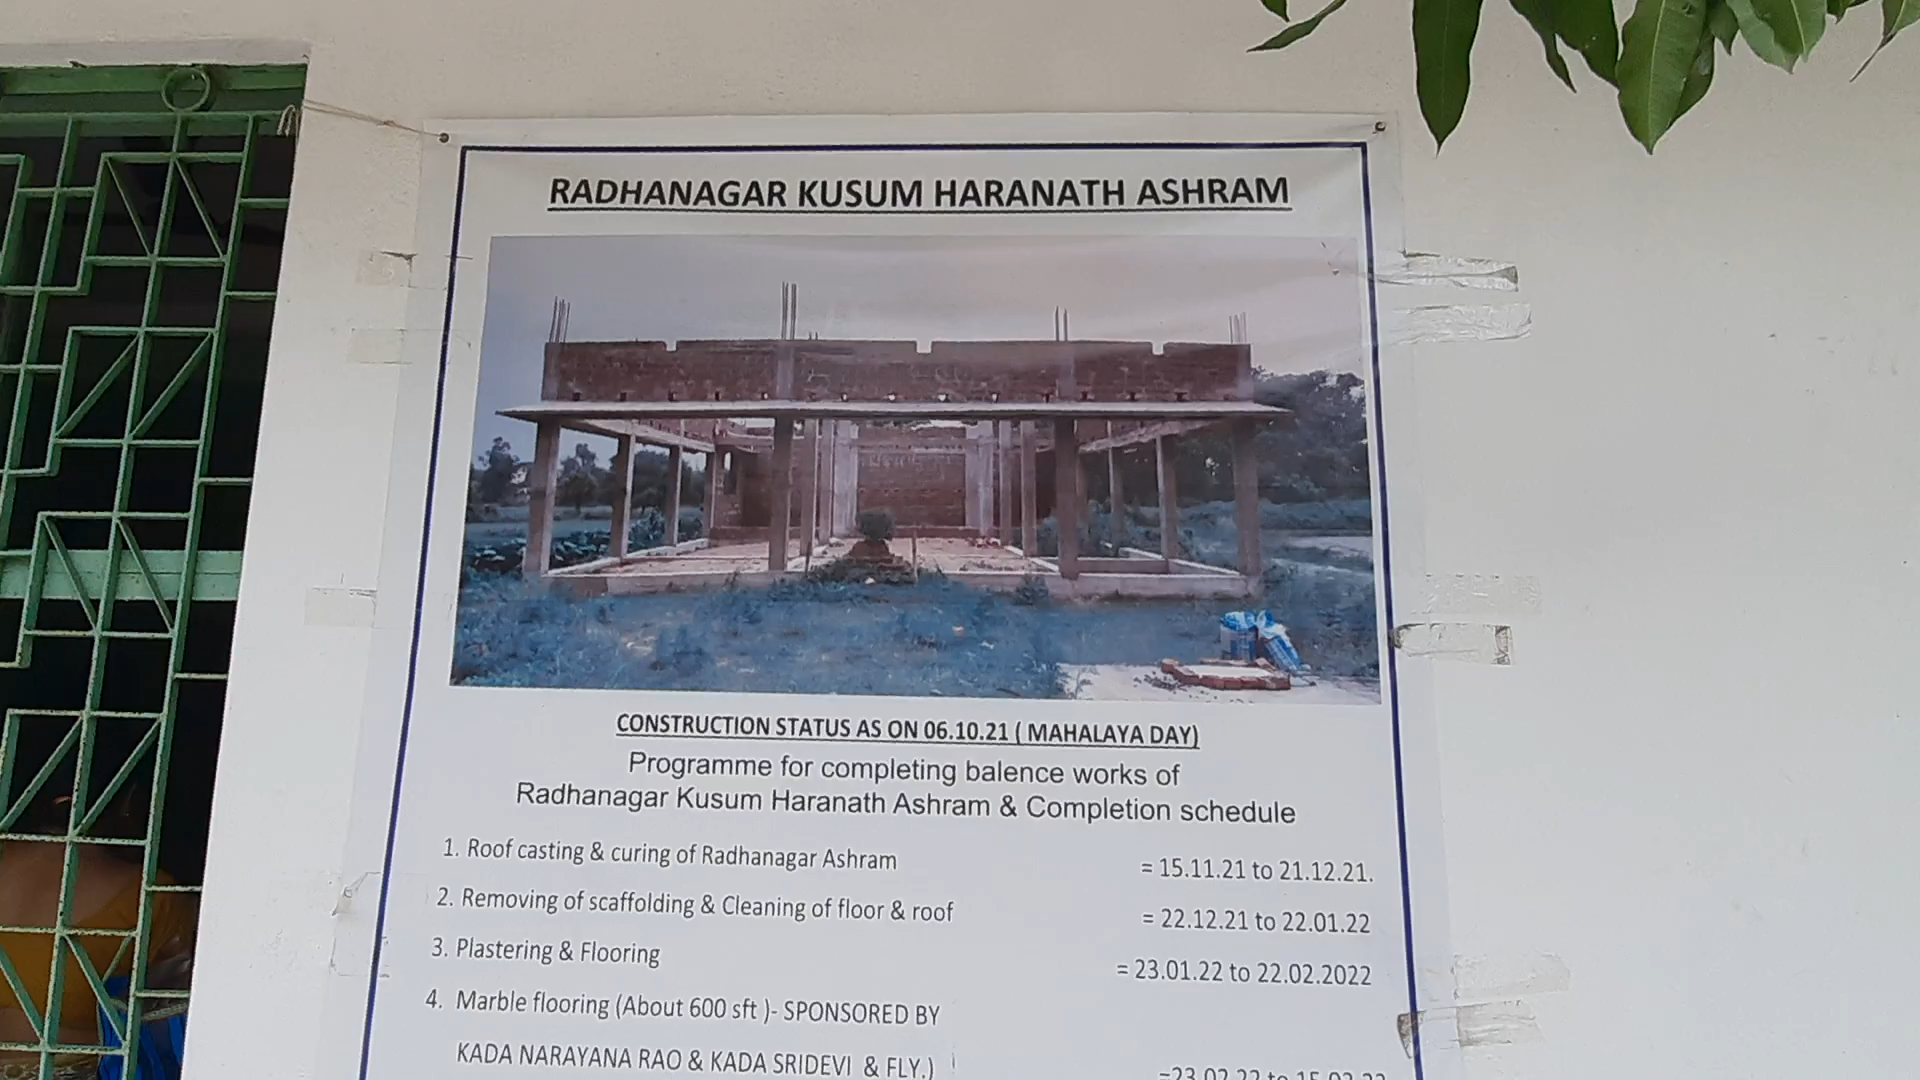 RADHANAGAR KUSUM HARANATH ASHRAM
CONSTRUCTION STATUS AS ON 06.10.21 ( MAHALAYA DAY)
Programme for completing balence works of
Radhanagar Kusum Haranath Ashram & Completion schedule
1. Roof casting & curing of Radhanagar Ashram = 15.11.21 to 21.12.21.
2. Removing of scaffolding & Cleaning of floor & roof = 22.12.21 to 22.01.22
3. Plastering & Flooring = 23.01.22 to 22.02.2022
4. Marble flooring (About 600 sft )- SPONSORED BY
KADA NARAYANA RAO & KADA SRIDEVI & FLY.) =23.02.22 to